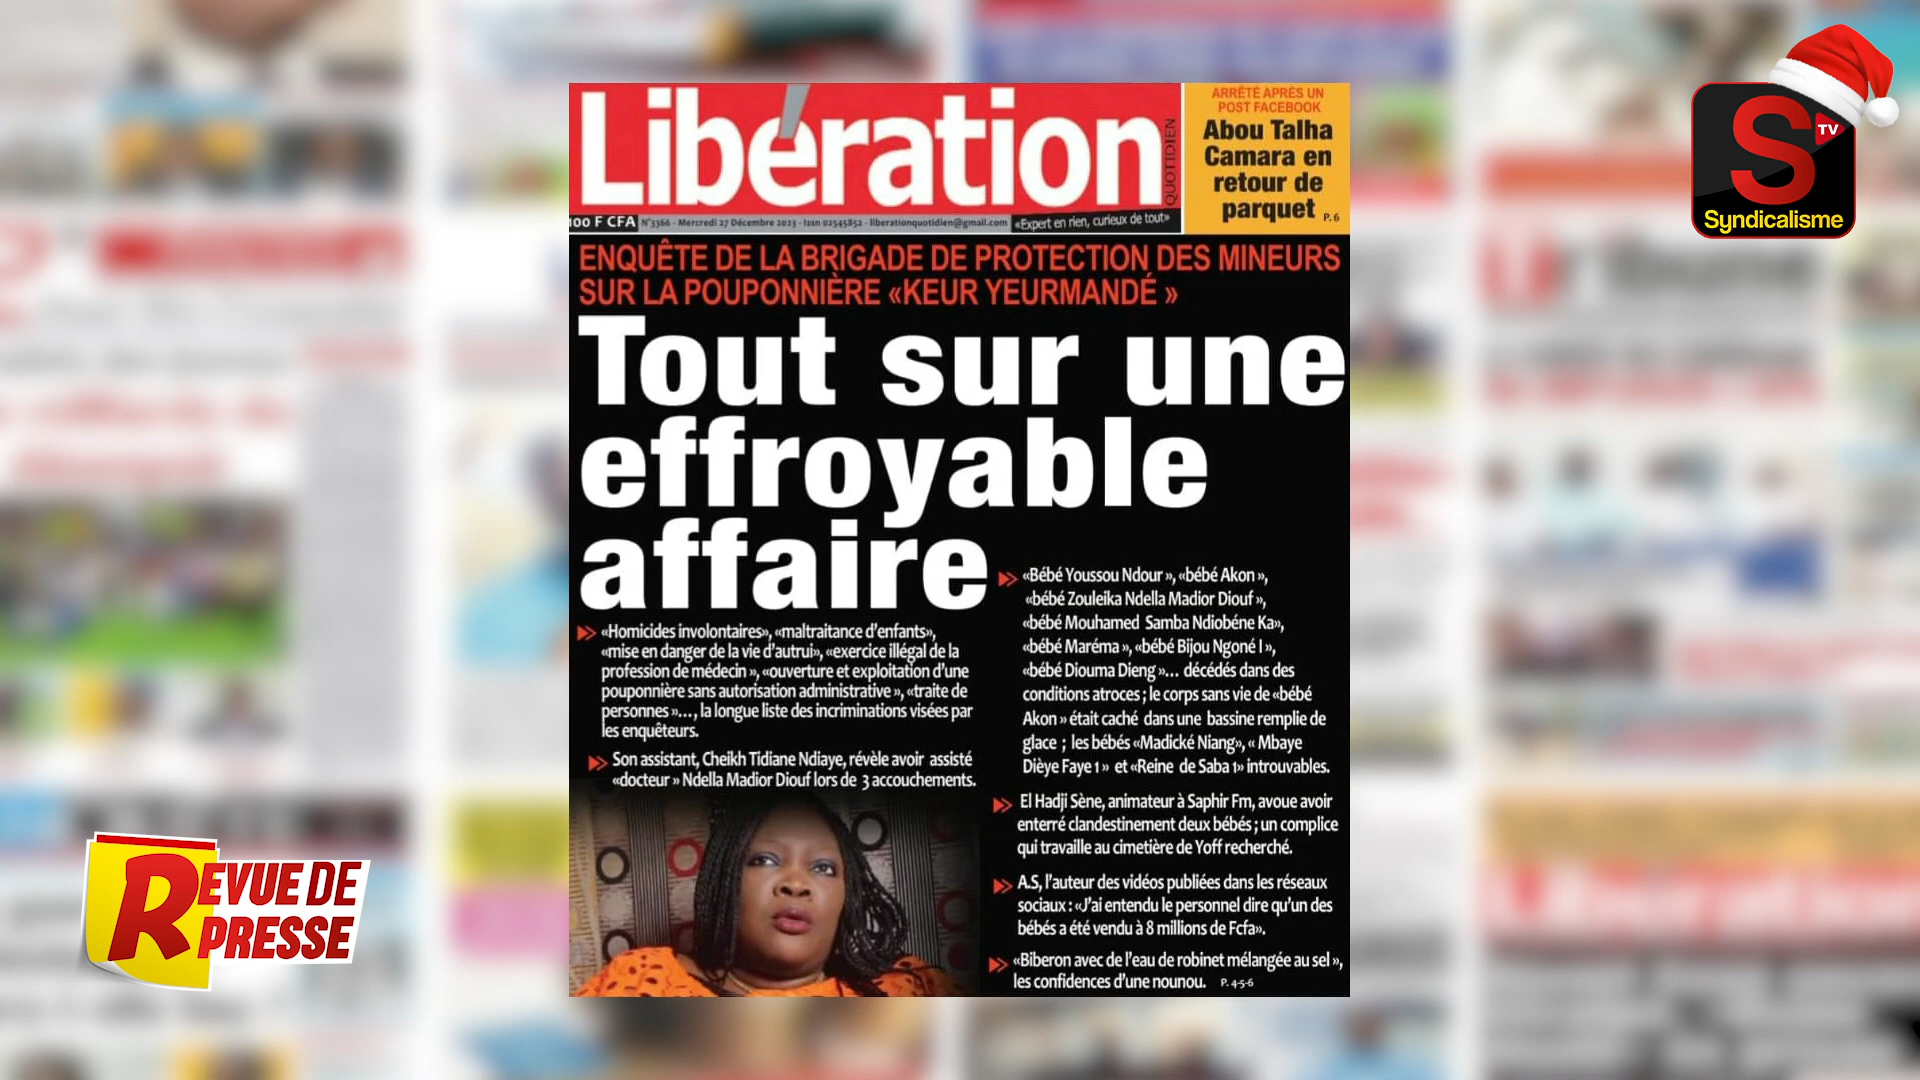 Libération
QUOTIDIEN
100 F CFA
N°3366 - Mercredi 27 Décembre 2023 - Issn 02545852 - liberationquotidien@gmail.com
«Expert en rien, curieux de tout»
ARRÊTÉ APRÈS UN
POST FACEBOOK
Abou Talha
Camara en
retour de
parquet P. 6
S TV
Syndicalisme
ENQUÊTE DE LA BRIGADE DE PROTECTION DES MINEURS
SUR LA POUPONNIÈRE «KEUR YEURMANDÉ »
Tout sur une
effroyable
affaire
«Homicides involontaires», «maltraitance d’enfants»,
«mise en danger de la vie d’autrui», «exercice illégal de la
profession de médecin », «ouverture et exploitation d’une
pouponnière sans autorisation administrative », «traite de
personnes »…, la longue liste des incriminations visées par
les enquêteurs.
Son assistant, Cheikh Tidiane Ndiaye, révèle avoir assisté
«docteur » Ndella Madior Diouf lors de 3 accouchements.
«Bébé Youssou Ndour », «bébé Akon »,
«bébé Zouleika Ndella Madior Diouf »,
«bébé Mouhamed Samba Ndiobéne Ka»,
«bébé Maréma », «bébé Bijou Ngoné I »,
«bébé Diouma Dieng »… décédés dans des
conditions atroces ; le corps sans vie de «bébé
Akon » était caché dans une bassine remplie de
glace ; les bébés «Madické Niang», « Mbaye
Dièye Faye 1 » et «Reine de Saba 1» introuvables.
El Hadji Sène, animateur à Saphir Fm, avoue avoir
enterré clandestinement deux bébés ; un complice
qui travaille au cimetière de Yoff recherché.
A.S, l’auteur des vidéos publiées dans les réseaux
sociaux : «J’ai entendu le personnel dire qu’un des
bébés a été vendu à 8 millions de Fcfa».
«Biberon avec de l’eau de robinet mélangée au sel »,
les confidences d’une nounou. P. 4-5-6
REVUE DE
PRESSE